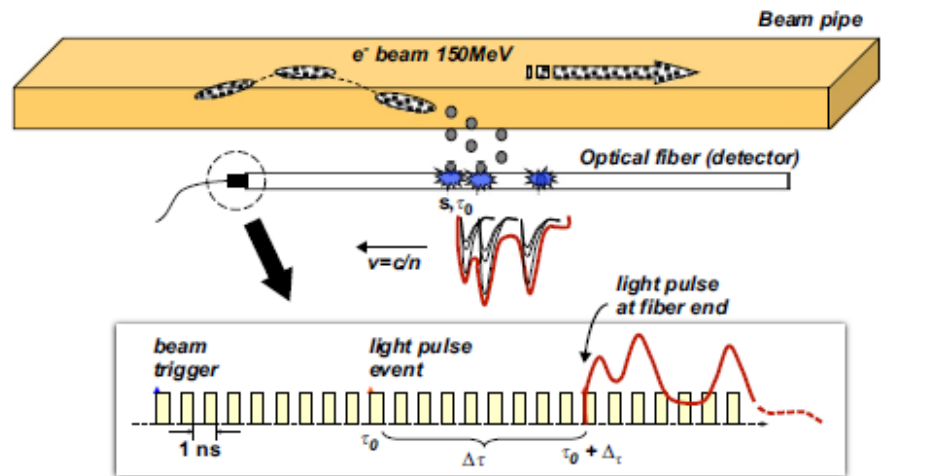 Beam pipe
e⁻ beam 150MeV
Optical fiber (detector)
s, τ₀
v=c/n
light pulse
at fiber end
beam
trigger
light pulse
event
1 ns
τ₀
Δτ
τ₀ + Δτ